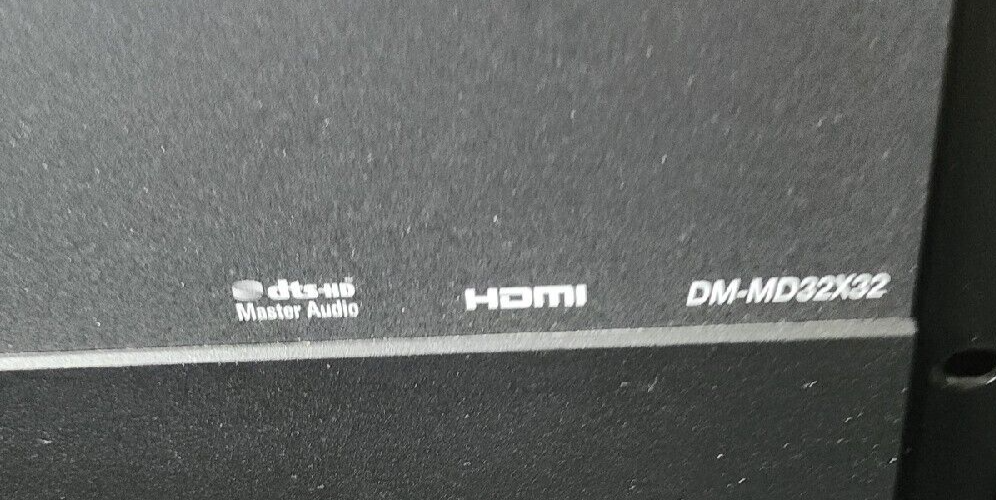 dts-HD
Master Audio
HDMI
DM-MD32X32